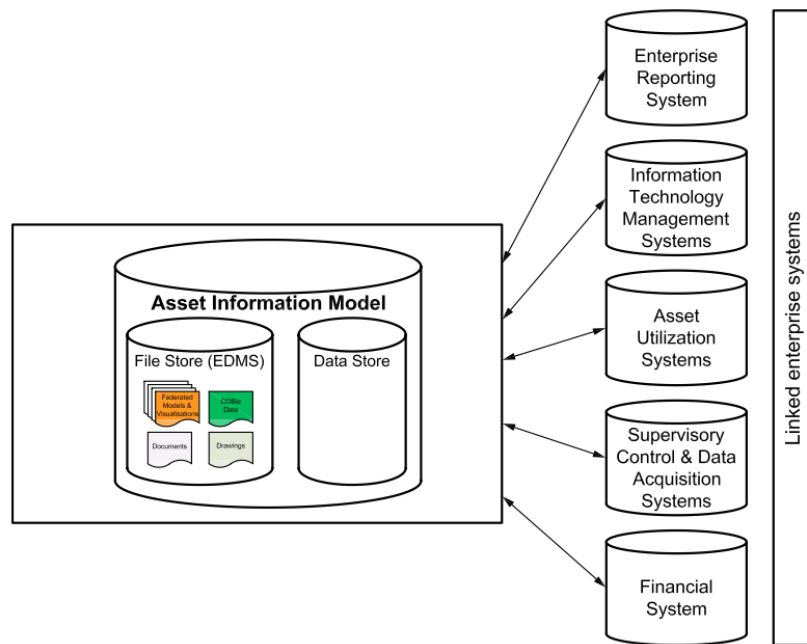 Asset Information Model
File Store (EDMS)
Data Store
Federated
Models &
Visualisations
COBie
Data
Documents
Drawings
Enterprise
Reporting
System
Information
Technology
Management
Systems
Asset
Utilization
Systems
Supervisory
Control & Data
Acquisition
Systems
Financial
System
Linked enterprise systems